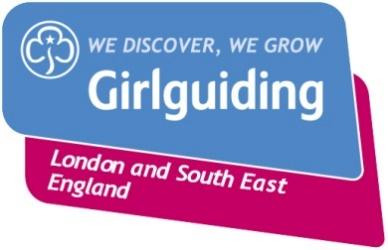 WE DISCOVER, WE GROW
Girlguiding
London and South East
England